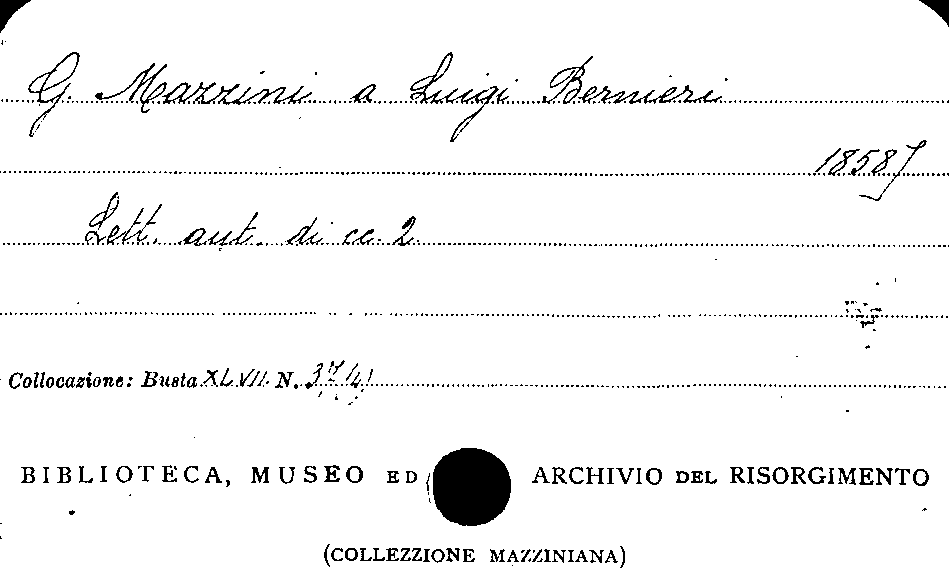 G. Mazzini a Luigi Bernieri
1858]
Lett. aut. di cc. 2
Collocazione: Busta XLVII. N.
BIBLIOTECA, MUSEO ED ARCHIVIO DEL RISORGIMENTO
(COLLEZZIONE MAZZINIANA)